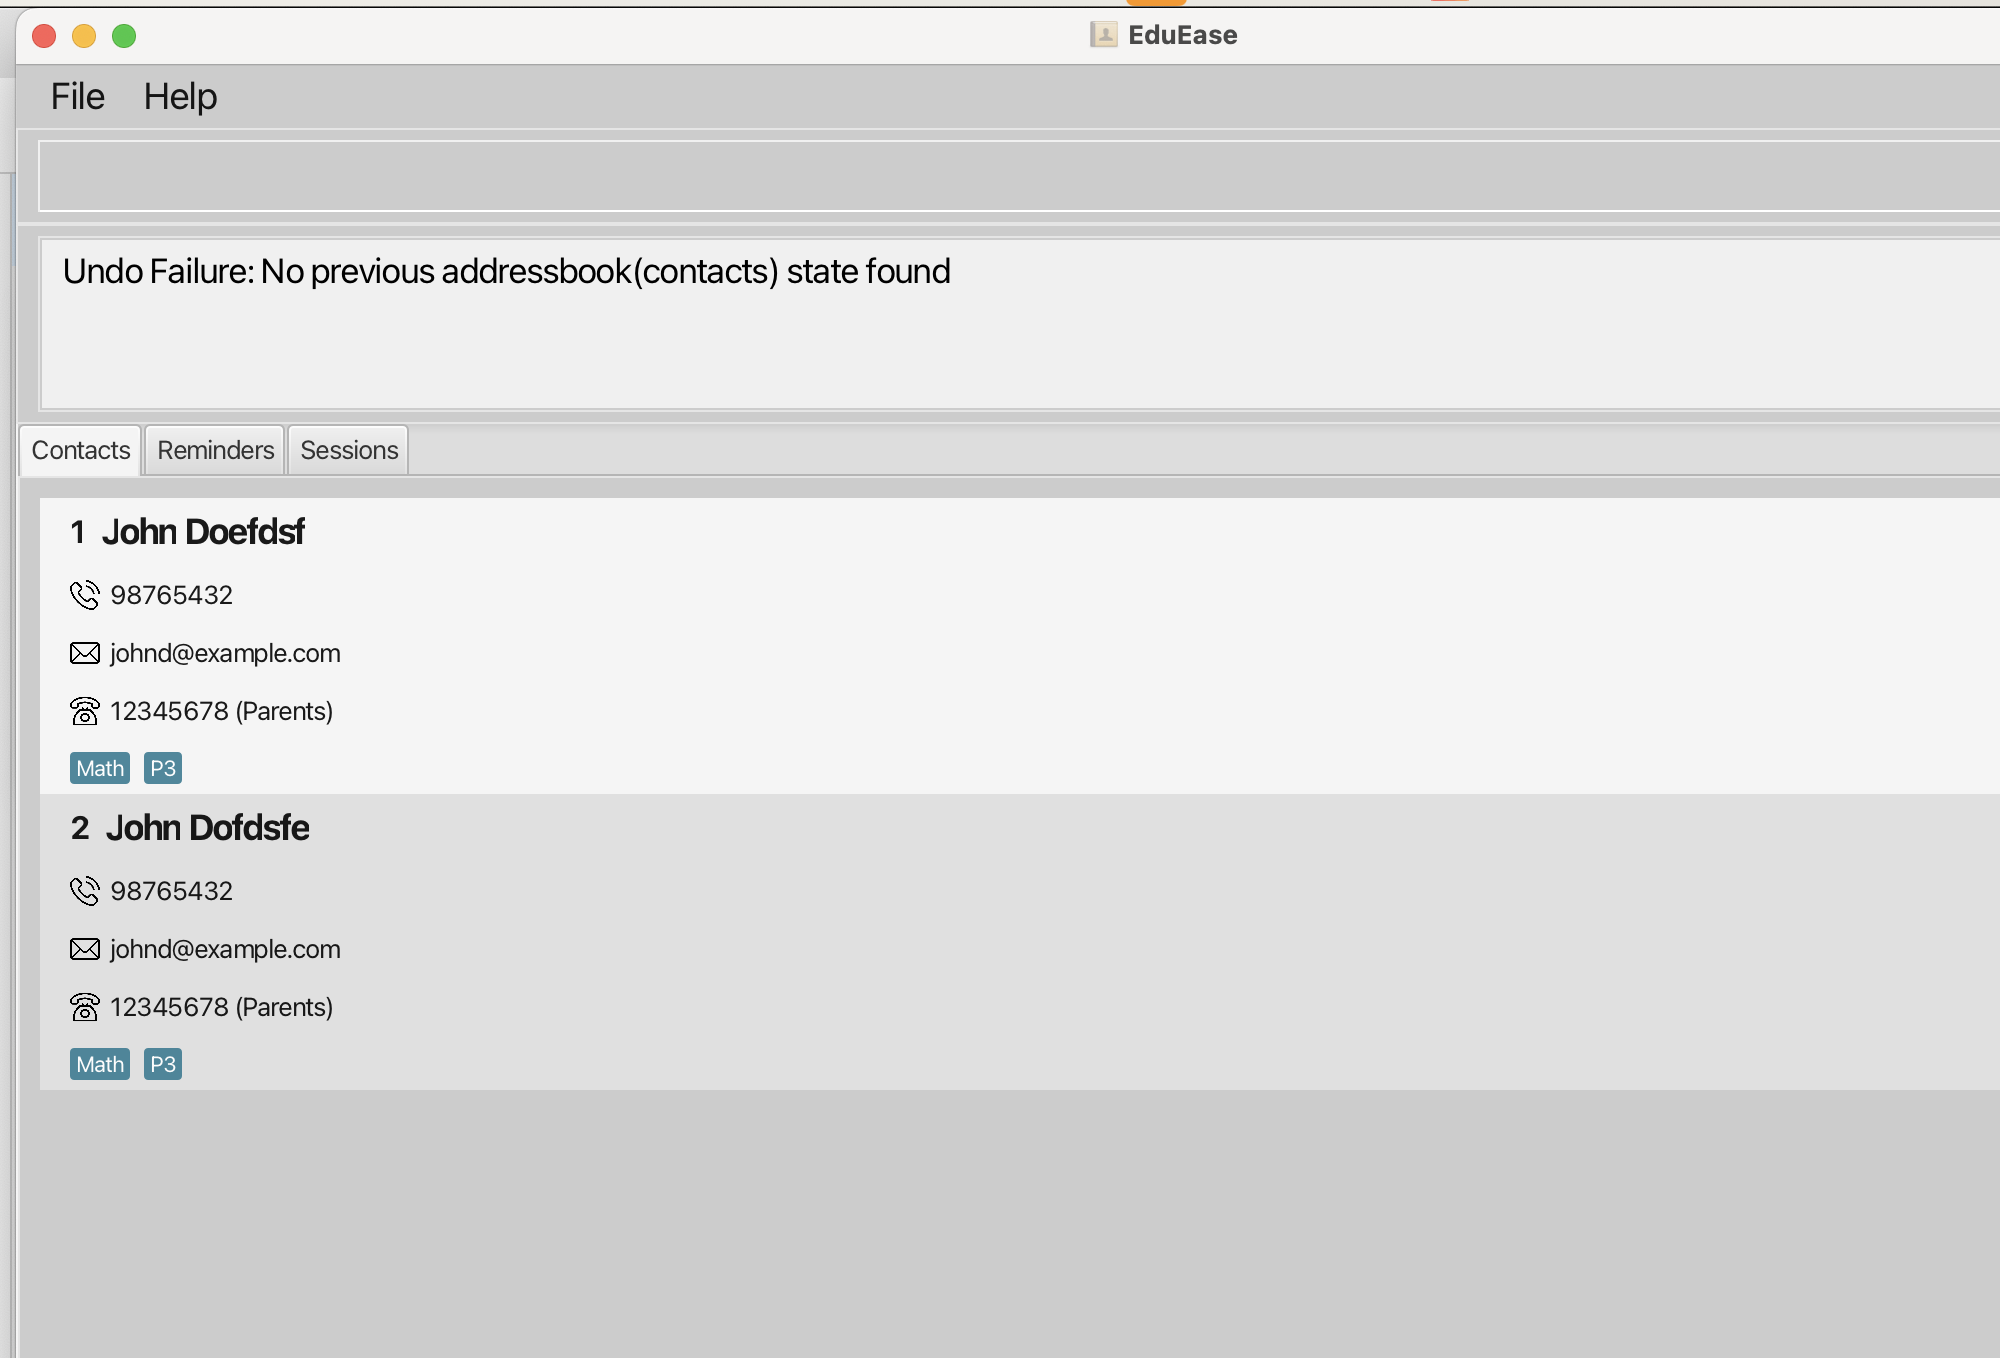 EduEase
File Help
Undo Failure: No previous addressbook(contacts) state found
Contacts Reminders Sessions
1 John Doefdsf
98765432
johnd@example.com
12345678 (Parents)
Math P3
2 John Dofdsfe
98765432
johnd@example.com
12345678 (Parents)
Math P3